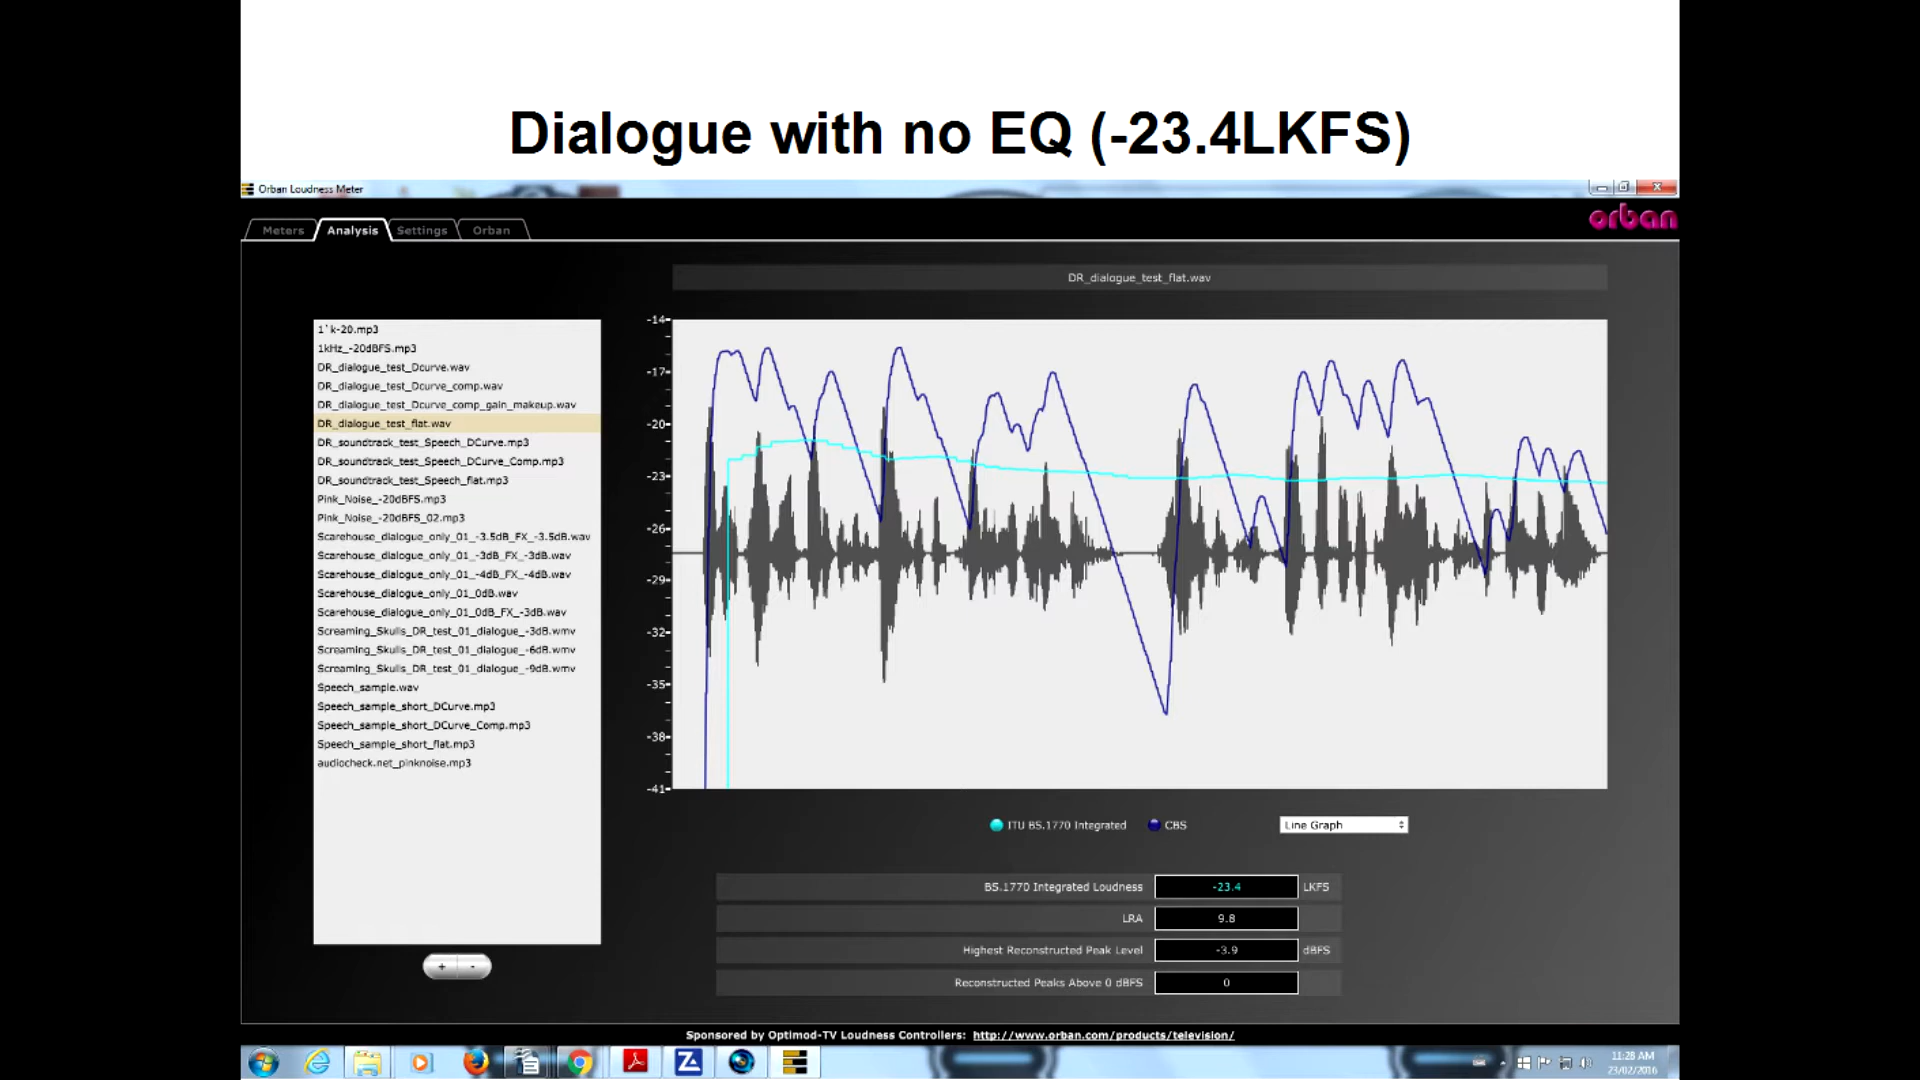 Dialogue with no EQ (-23.4LKFS)
Orban Loudness Meter
orban
Meters
Analysis
Settings
Orban
DR_dialogue_test_flat.wav
1`k-20.mp3
1kHz_-20dBFS.mp3
DR_dialogue_test_Dcurve.wav
DR_dialogue_test_Dcurve_comp.wav
DR_dialogue_test_Dcurve_comp_gain_makeup.wav
DR_dialogue_test_flat.wav
DR_soundtrack_test_Speech_DCurve.mp3
DR_soundtrack_test_Speech_DCurve_Comp.mp3
DR_soundtrack_test_Speech_flat.mp3
Pink_Noise_-20dBFS.mp3
Pink_Noise_-20dBFS_02.mp3
Scarehouse_dialogue_only_01_-3.5dB_FX_-3.5dB.wav
Scarehouse_dialogue_only_01_-3dB_FX_-3dB.wav
Scarehouse_dialogue_only_01_-4dB_FX_-4dB.wav
Scarehouse_dialogue_only_01_0dB.wav
Scarehouse_dialogue_only_01_0dB_FX_-3dB.wav
Screaming_Skulls_DR_test_01_dialogue_-3dB.wmv
Screaming_Skulls_DR_test_01_dialogue_-6dB.wmv
Screaming_Skulls_DR_test_01_dialogue_-9dB.wmv
Speech_sample.wav
Speech_sample_short_DCurve.mp3
Speech_sample_short_DCurve_Comp.mp3
Speech_sample_short_flat.mp3
audiocheck.net_pinknoise.mp3
+ -
-14
-17
-20
-23
-26
-29
-32
-35
-38
-41
ITU BS.1770 Integrated
CBS
Line Graph
BS.1770 Integrated Loudness -23.4 LKFS
LRA 9.8
Highest Reconstructed Peak Level -3.9 dBFS
Reconstructed Peaks Above 0 dBFS 0
Sponsored by Optimod-TV Loudness Controllers: http://www.orban.com/products/television/
11:28 AM
23/02/2016